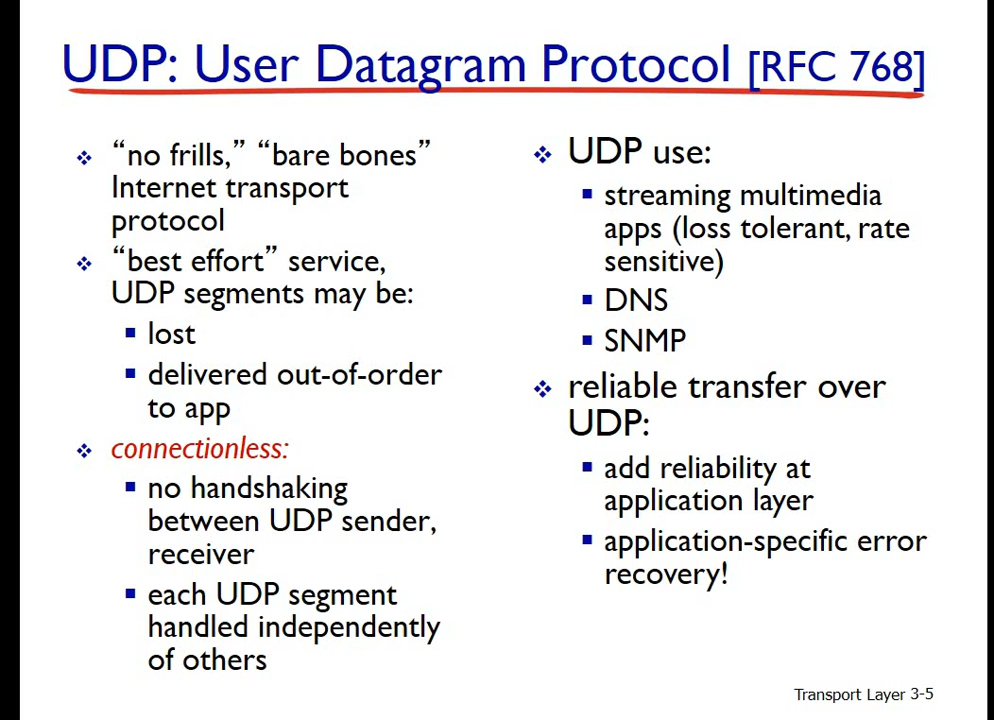 UDP: User Datagram Protocol [RFC 768]
“no frills,” “bare bones”
Internet transport
protocol
“best effort” service,
UDP segments may be:
lost
delivered out-of-order
to app
connectionless:
no handshaking
between UDP sender,
receiver
each UDP segment
handled independently
of others
UDP use:
streaming multimedia
apps (loss tolerant, rate
sensitive)
DNS
SNMP
reliable transfer over
UDP:
add reliability at
application layer
application-specific error
recovery!
Transport Layer 3-5